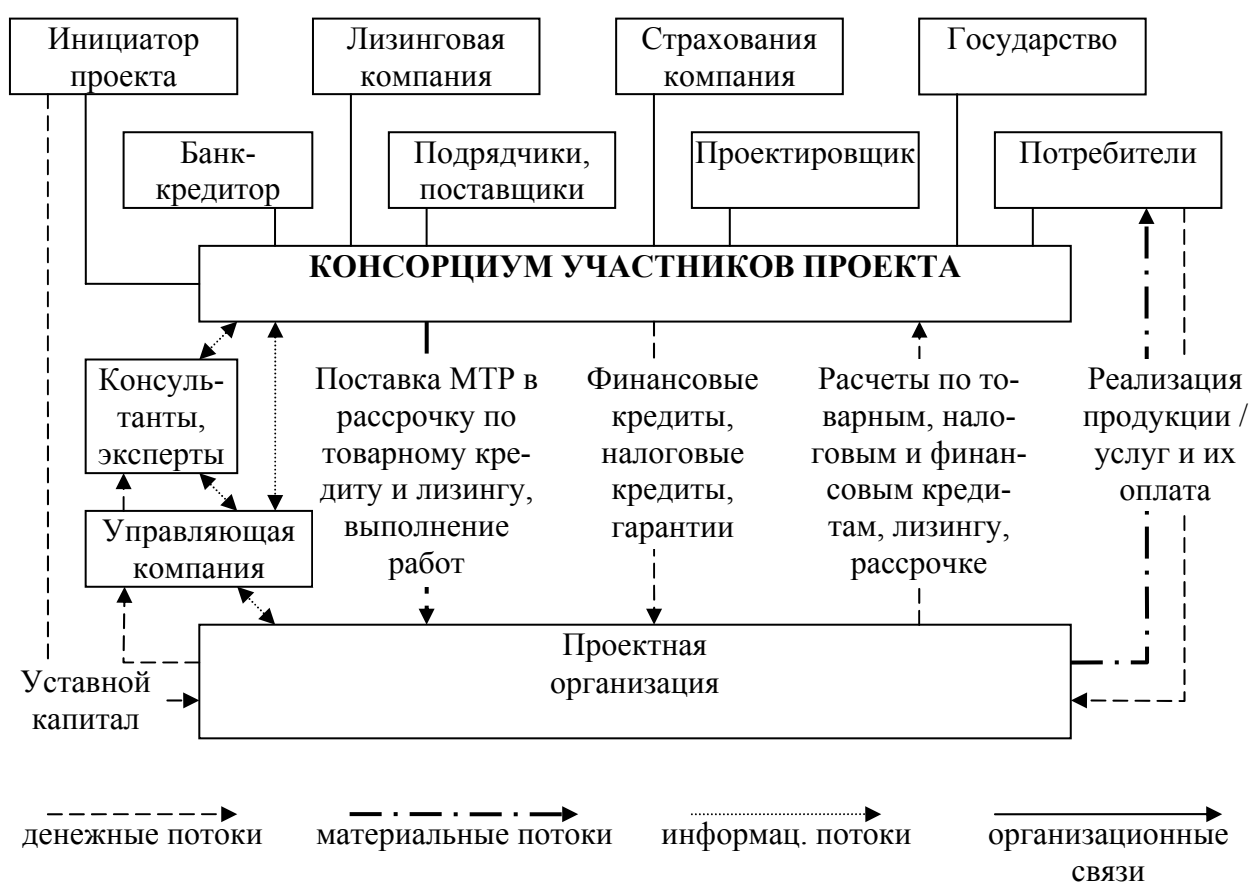 Инициатор
проекта
Лизинговая
компания
Страхования
компания
Государство
Банк-
кредитор
Подрядчики,
поставщики
Проектировщик
Потребители
КОНСОРЦИУМ УЧАСТНИКОВ ПРОЕКТА
Консуль-
танты,
эксперты
Управляющая
компания
Поставка МТР в
рассрочку по
товарному кре-
диту и лизингу,
выполнение
работ
Финансовые
кредиты,
налоговые
кредиты,
гарантии
Расчеты по то-
варным, нало-
говым и финан-
совым креди-
там, лизингу,
рассрочке
Реализация
продукции /
услуг и их
оплата
Проектная
организация
Уставной
капитал
денежные потоки
материальные потоки
информац. потоки
организационные
связи